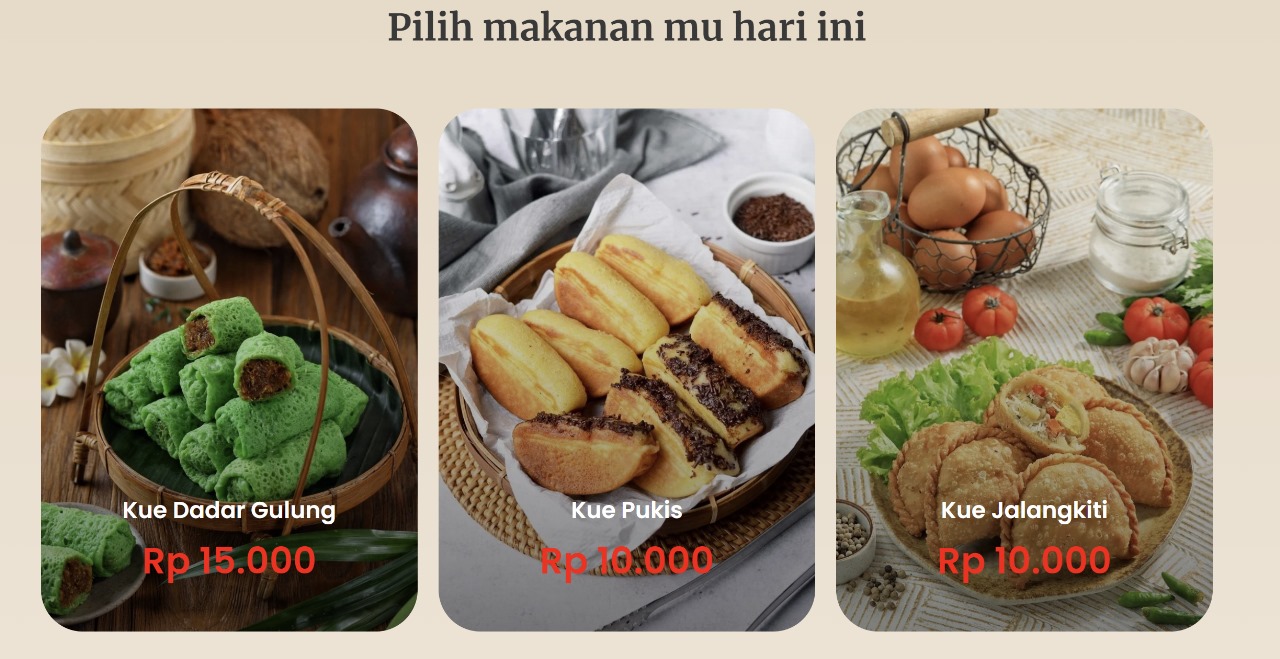 Pilih makanan mu hari ini
Kue Dadar Gulung
Rp 15.000
Kue Pukis
Rp 10.000
Kue Jalangkiti
Rp 10.000